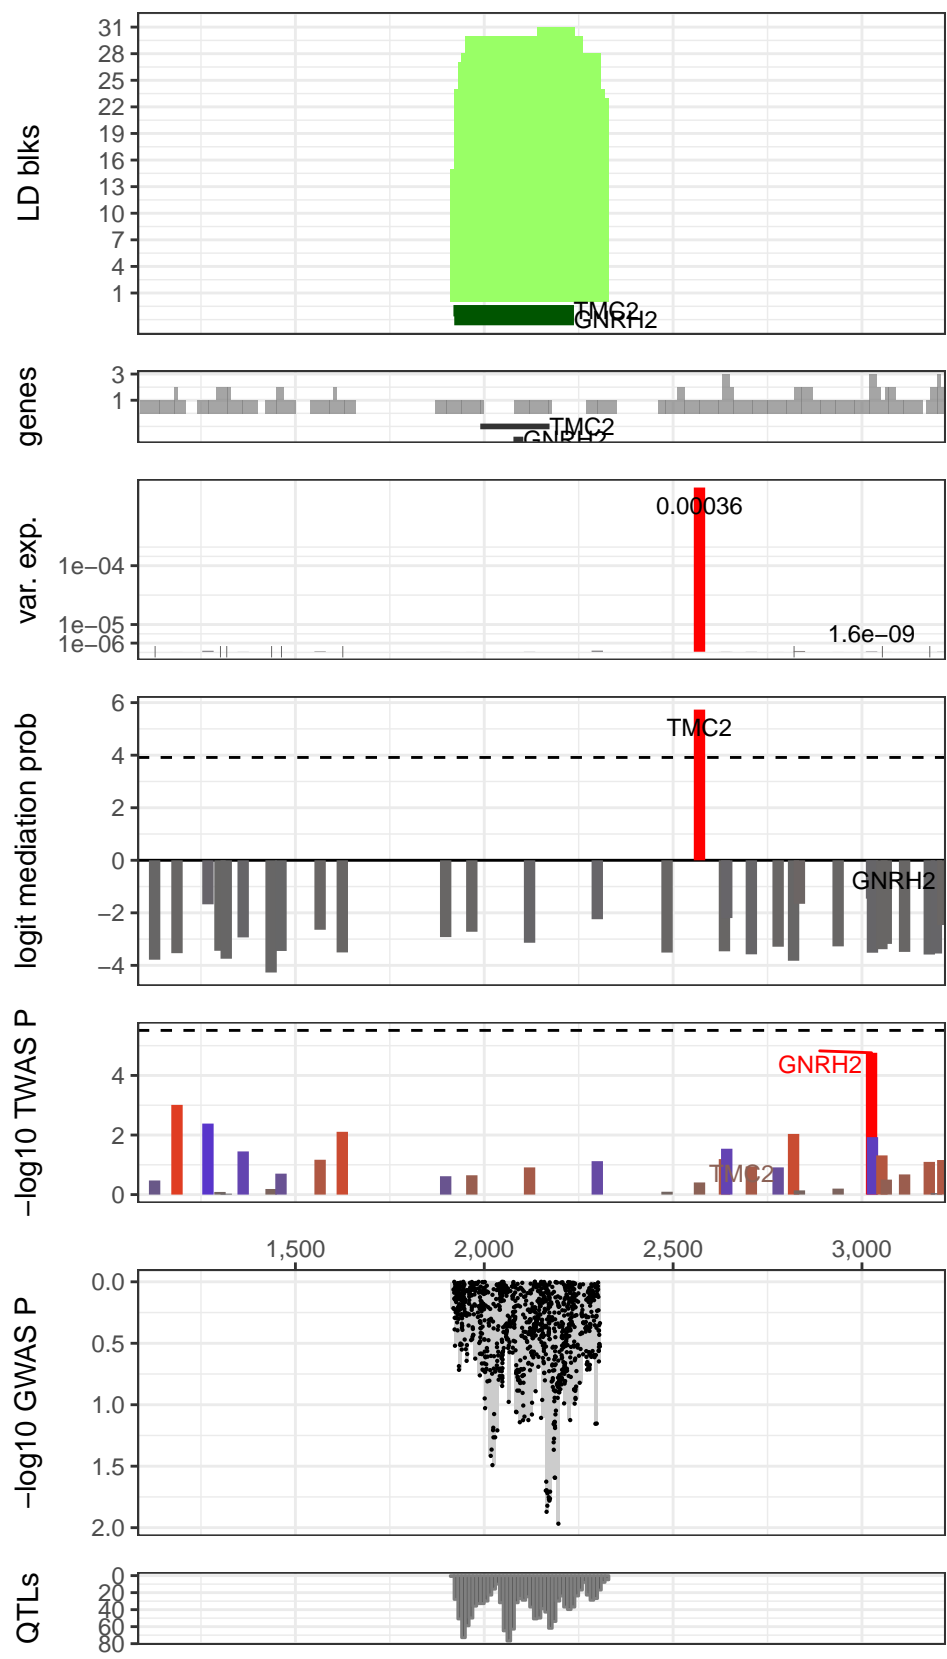 LD blks
31
28
25
22
19
16
13
10
7
4
1
TMC2
GNRH2
genes
3
1
TMC2
GNRH2
var. exp.
1e−04
1e−05
1e−06
0.00036
1.6e−09
logit mediation prob
6
4
2
0
−2
−4
TMC2
GNRH2
−log10 TWAS P
4
2
0
GNRH2
TMC2
1,500 2,000 2,500 3,000
−log10 GWAS P
0.0
0.5
1.0
1.5
2.0
QTLs
0
20
40
60
80